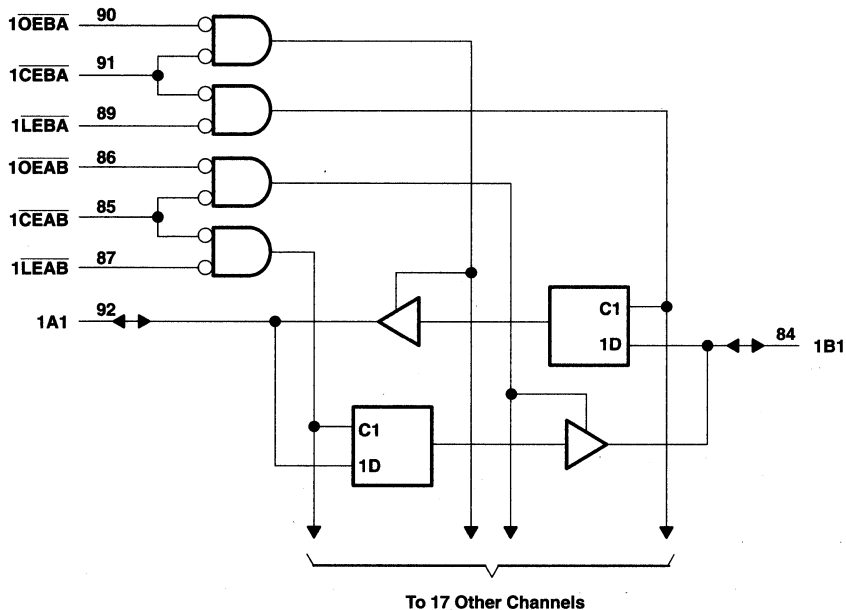 1OEBA 90
1CEBA 91
1LEBA 89
1OEAB 86
1CEAB 85
1LEAB 87
1A1 92
C1
1D
84 1B1
C1
1D
To 17 Other Channels